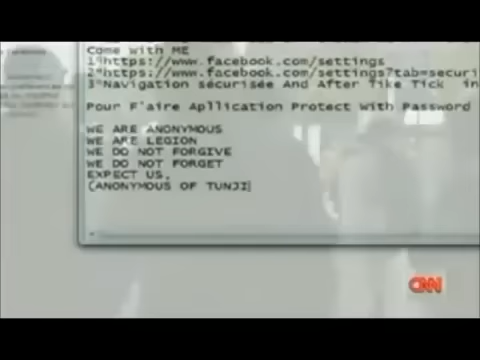 Come with ME
1°https://www.facebook.com/settings
2°https://www.facebook.com/settings?tab=securi
3°Navigation sécurisée And After Tike Tick in
Pour F'aire Apllication Protect With Password
WE ARE ANONYMOUS
WE ARE LEGION
WE DO NOT FORGIVE
WE DO NOT FORGET
EXPECT US.
(ANONYMOUS OF TUNJI
CNN